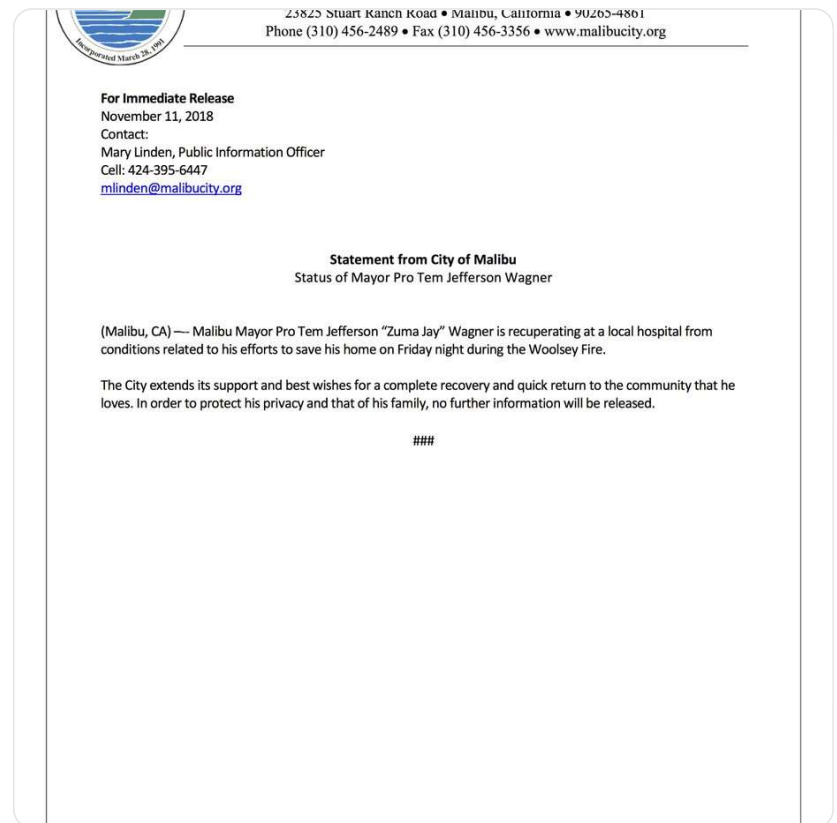 23825 Stuart Ranch Road • Malibu, California • 90265-4861
Phone (310) 456-2489 • Fax (310) 456-3356 • www.malibucity.org
Incorporated March 28, 1991
For Immediate Release
November 11, 2018
Contact:
Mary Linden, Public Information Officer
Cell: 424-395-6447
mlinden@malibucity.org
Statement from City of Malibu
Status of Mayor Pro Tem Jefferson Wagner
(Malibu, CA) –– Malibu Mayor Pro Tem Jefferson “Zuma Jay” Wagner is recuperating at a local hospital from
conditions related to his efforts to save his home on Friday night during the Woolsey Fire.
The City extends its support and best wishes for a complete recovery and quick return to the community that he
loves. In order to protect his privacy and that of his family, no further information will be released.
###